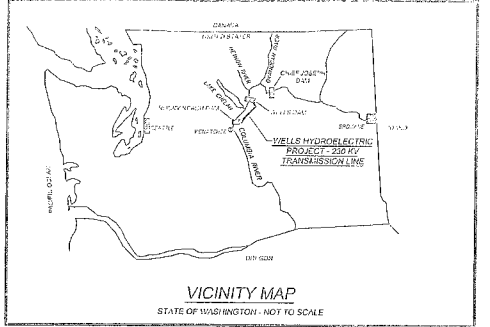 CANADA
UNITED STATES
METHOW RIVER
OKANOGAN RIVER
CHIEF JOSEPH
DAM
LAKE CHELAN
WELLS DAM
SEATTLE
WENATCHEE
SPOKANE
IDAHO
WELLS HYDROELECTRIC
PROJECT - 230 KV
TRANSMISSION LINE
COLUMBIA RIVER
PACIFIC OCEAN
OREGON
VICINITY MAP
STATE OF WASHINGTON - NOT TO SCALE